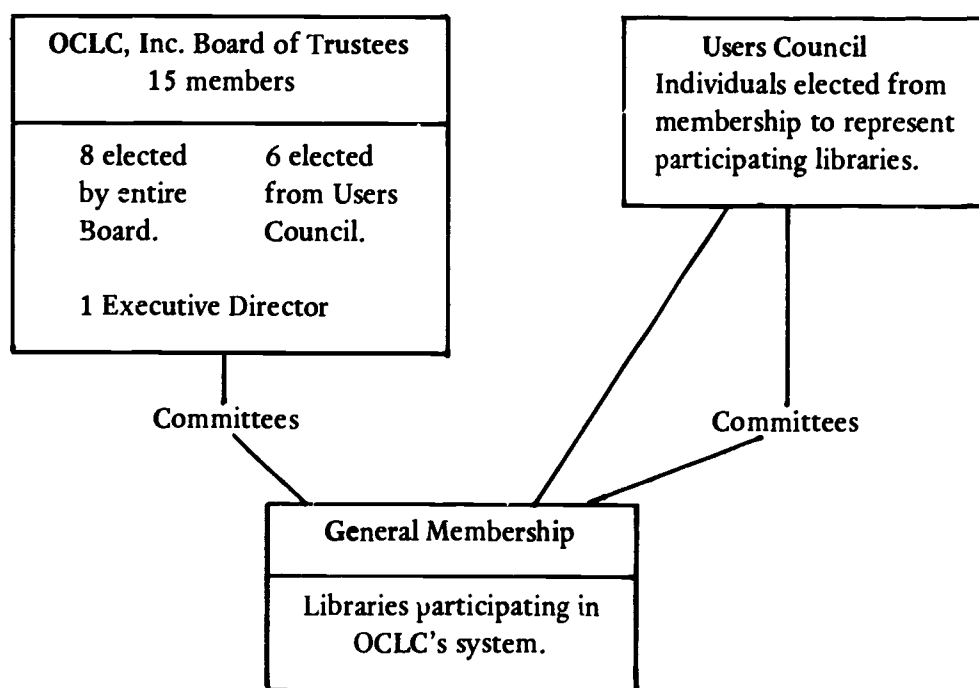 OCLC, Inc. Board of Trustees
15 members
8 elected
by entire
Board.
6 elected
from Users
Council.
1 Executive Director
Users Council
Individuals elected from
membership to represent
participating libraries.
Committees
Committees
General Membership
Libraries participating in
OCLC's system.